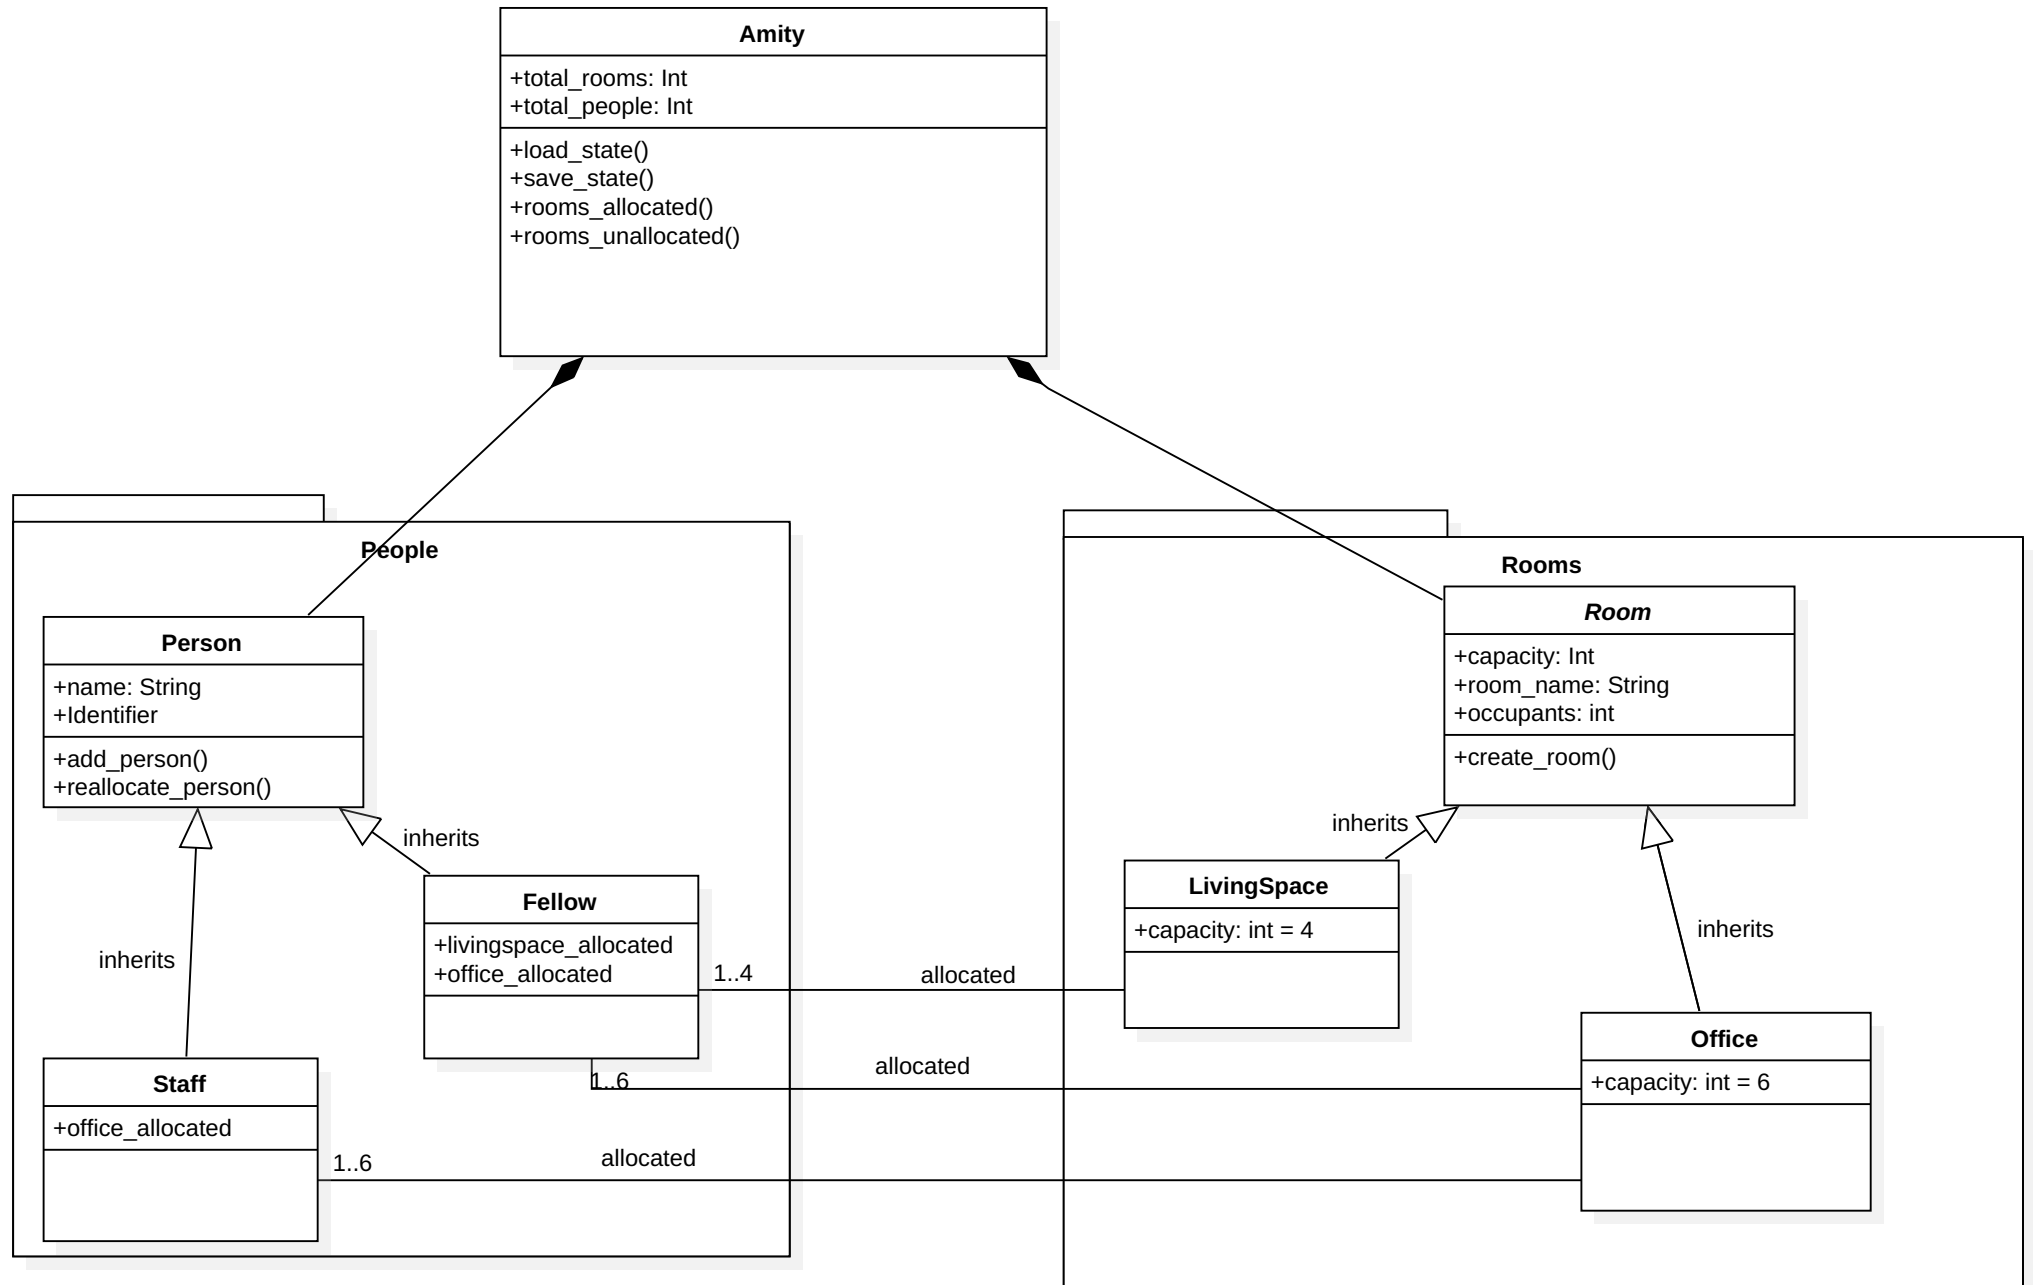 Amity
+total_rooms: Int
+total_people: Int
+load_state()
+save_state()
+rooms_allocated()
+rooms_unallocated()
People
Person
+name: String
+Identifier
+add_person()
+reallocate_person()
inherits
inherits
Fellow
+livingspace_allocated
+office_allocated
Staff
+office_allocated
1..4
allocated
1..6
allocated
1..6
allocated
Rooms
Room
+capacity: Int
+room_name: String
+occupants: int
+create_room()
inherits
LivingSpace
+capacity: int = 4
inherits
Office
+capacity: int = 6